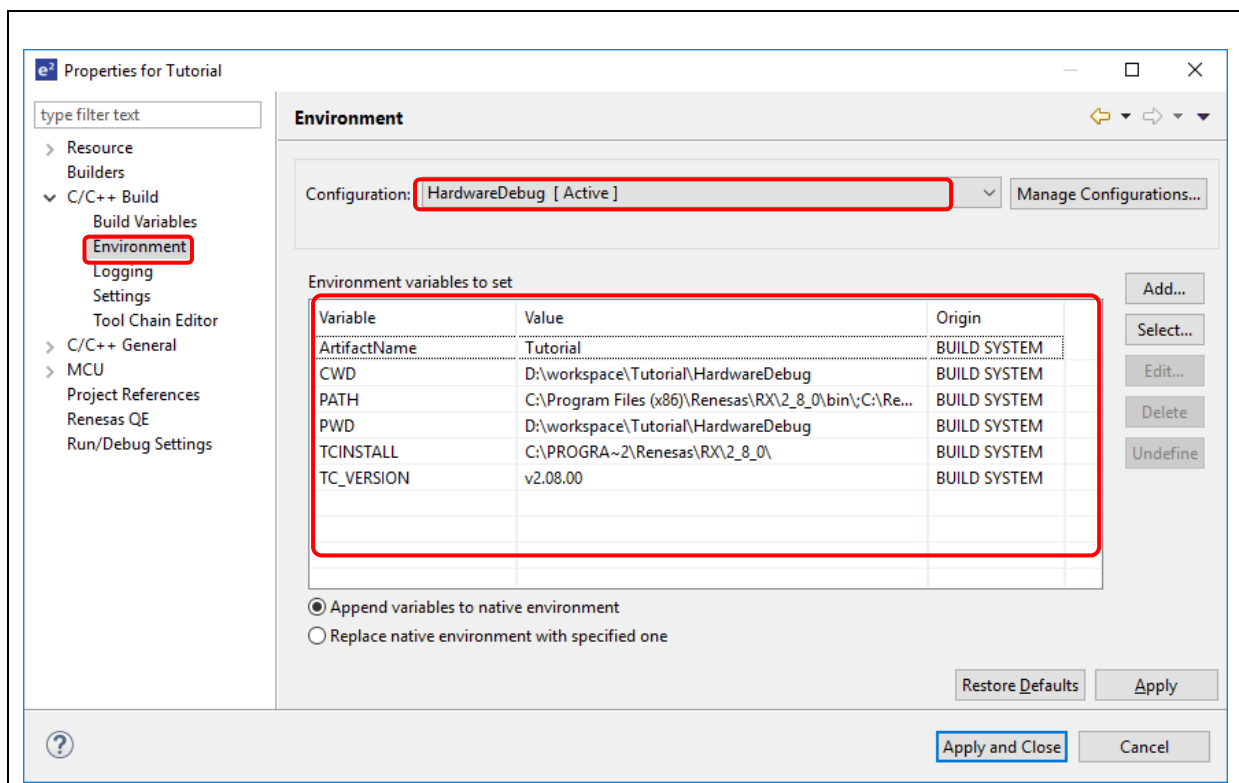 e² Properties for Tutorial
type filter text
Resource
Builders
C/C++ Build
Build Variables
Environment
Logging
Settings
Tool Chain Editor
C/C++ General
MCU
Project References
Renesas QE
Run/Debug Settings
Environment
Configuration: HardwareDebug [ Active ] Manage Configurations...
Environment variables to set
Variable Value Origin
ArtifactName Tutorial BUILD SYSTEM
CWD D:\workspace\Tutorial\HardwareDebug BUILD SYSTEM
PATH C:\Program Files (x86)\Renesas\RX\2_8_0\bin\;C:\Re... BUILD SYSTEM
PWD D:\workspace\Tutorial\HardwareDebug BUILD SYSTEM
TCINSTALL C:\PROGRA~2\Renesas\RX\2_8_0\ BUILD SYSTEM
TC_VERSION v2.08.00 BUILD SYSTEM
Add...
Select...
Edit...
Delete
Undefine
Append variables to native environment
Replace native environment with specified one
Restore Defaults Apply
? Apply and Close Cancel